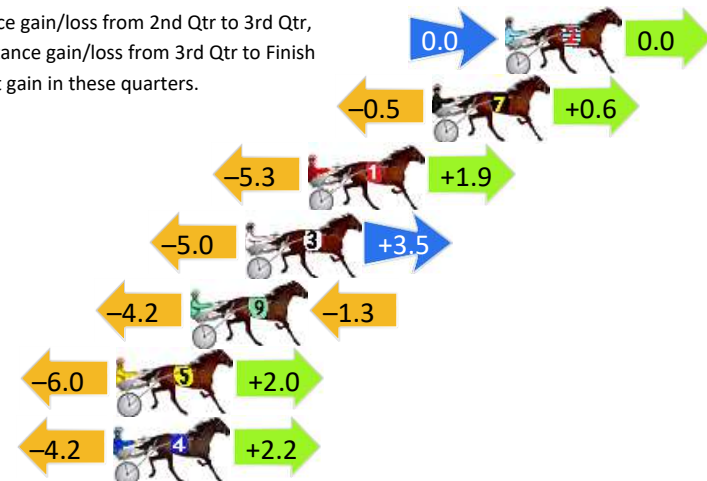 ce gain/loss from 2nd Qtr to 3rd Qtr,
ance gain/loss from 3rd Qtr to Finish
gain in these quarters.
0.0 2 0.0
–0.5 7 +0.6
–5.3 1 +1.9
–5.0 3 +3.5
–4.2 9 –1.3
–6.0 5 +2.0
–4.2 4 +2.2